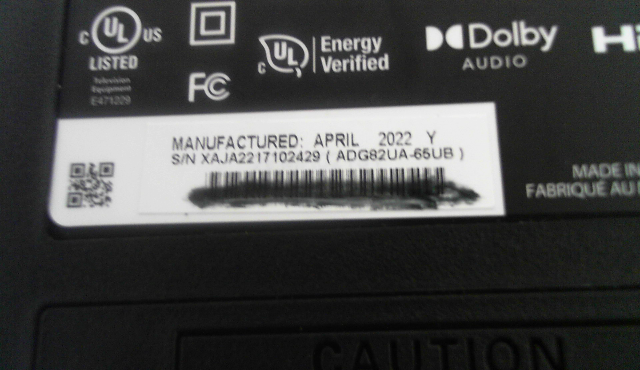 C UL US
LISTED
Television
Equipment
E471229
FC
C UL Energy
Verified
Dolby
AUDIO
MANUFACTURED: APRIL 2022 Y
S/N XAJA2217102429 ( ADG82UA-65UB )
MADE IN
FABRIQUÉ AU
CAUTION